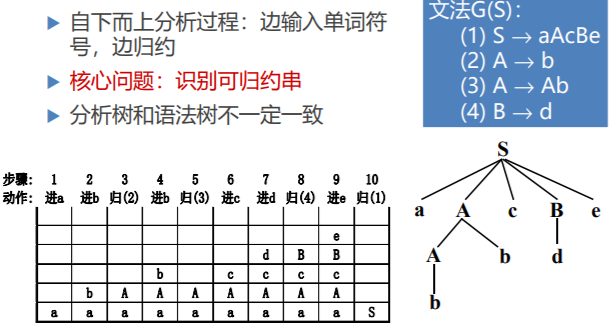 ▶ 自下而上分析过程：边输入单词符
号，边归约
▶ 核心问题：识别可归约串
▶ 分析树和语法树不一定一致
文法G(S)：
(1) S → aAcBe
(2) A → b
(3) A → Ab
(4) B → d
步骤： 1 2 3 4 5 6 7 8 9 10
动作： 进a 进b 归(2) 进b 归(3) 进c 进d 归(4) 进e 归(1)
e
d B B
b c c c c
b A A A A A A A
a a a a a a a a a S
S
a A c B e
A b d
b